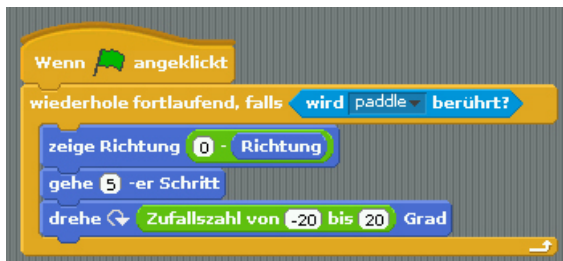 Wenn angeklickt
wiederhole fortlaufend, falls wird paddle berührt?
zeige Richtung 0 - Richtung
gehe 5 -er Schritt
drehe Zufallszahl von -20 bis 20 Grad